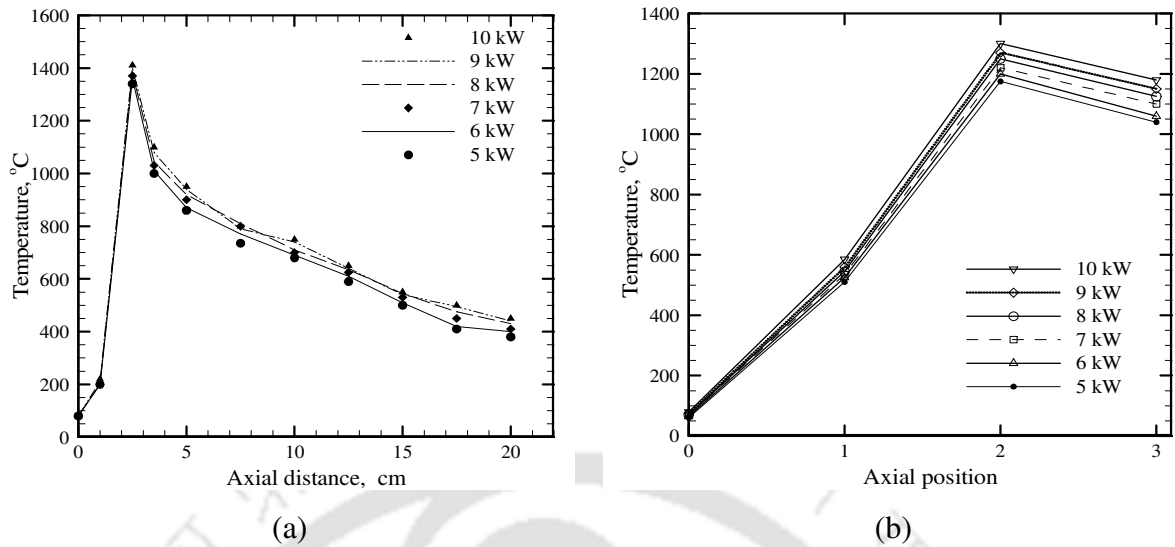 1600
1400
1200
1000
800
600
400
200
0
Temperature, °C
0
5
10
15
20
Axial distance, cm
10 kW
9 kW
8 kW
7 kW
6 kW
5 kW
(a)
1400
1200
1000
800
600
400
200
0
Temperature, °C
0
1
2
3
Axial position
10 kW
9 kW
8 kW
7 kW
6 kW
5 kW
(b)